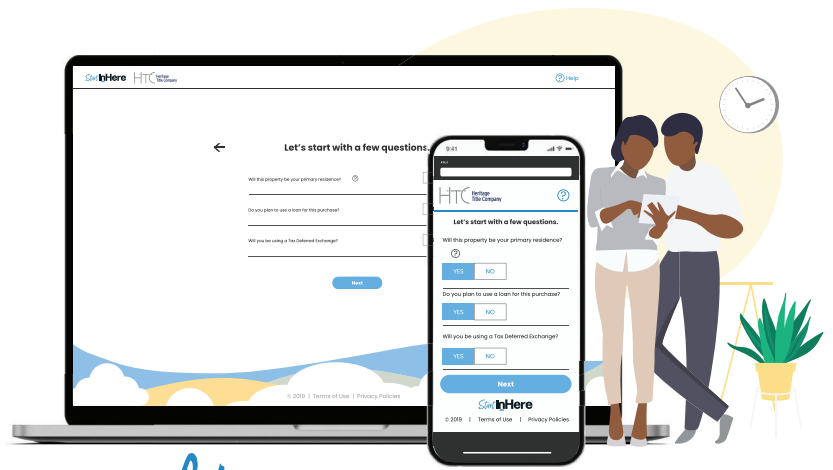 Start InHere HTC Heritage Title Company
Help
Let's start with a few questions.
Will this property be your primary residence?
Do you plan to use a loan for this purchase?
Will you be using a Tax Deferred Exchange?
Next
© 2019 | Terms of Use | Privacy Policies
9:41
HTC Heritage
Title Company
Let's start with a few questions.
Will this property be your primary residence?
YES NO
Do you plan to use a loan for this purchase?
YES NO
Will you be using a Tax Deferred Exchange?
YES NO
Next
Start InHere
© 2019 | Terms of Use | Privacy Policies